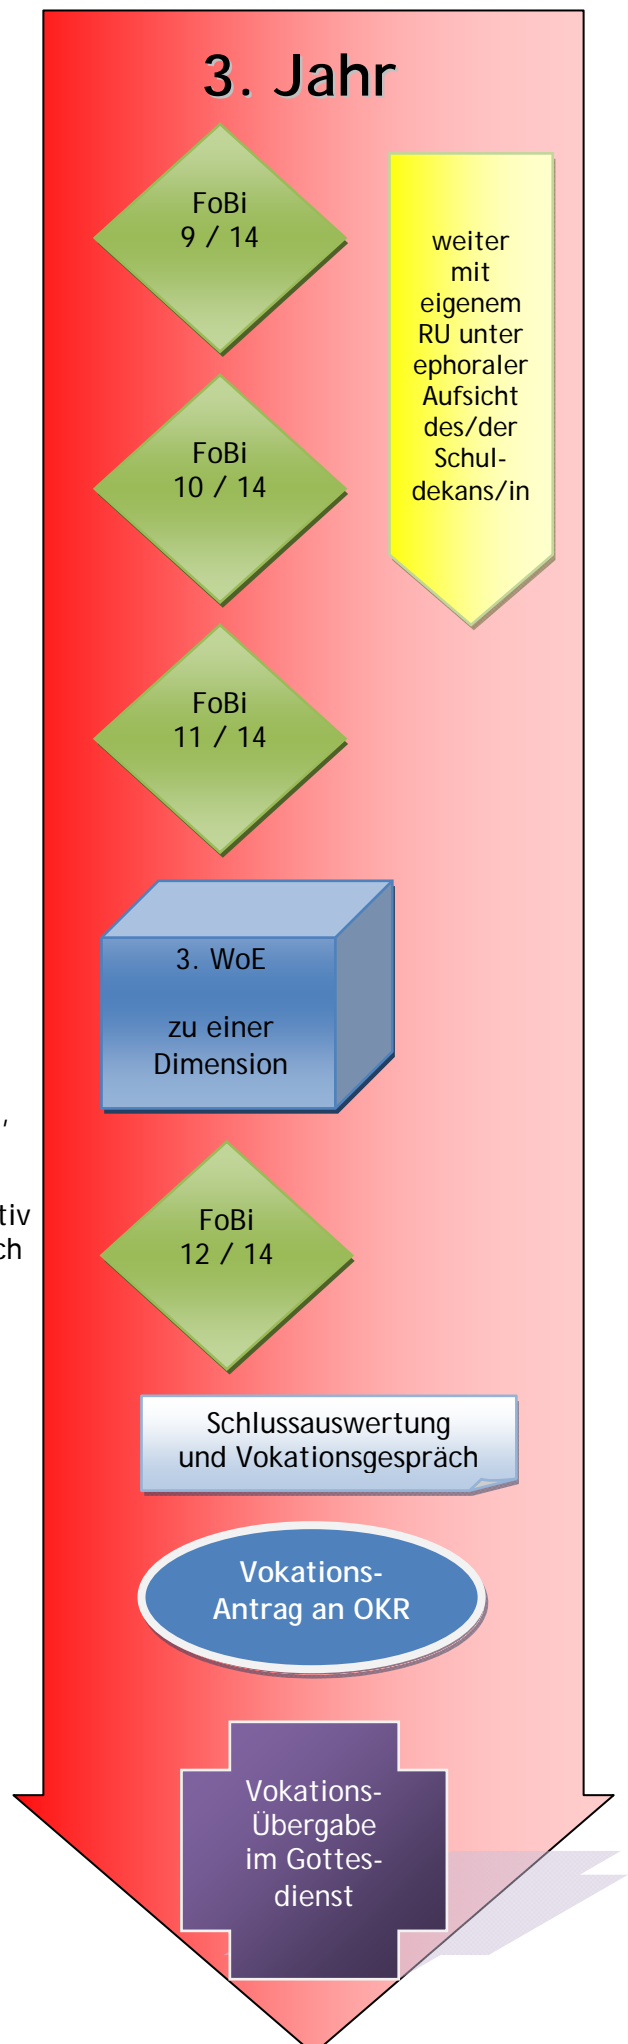 3. Jahr
FoBi
9 / 14
weiter
mit
eigenem
RU unter
ephoraler
Aufsicht
des/der
Schul-
dekans/in
FoBi
10 / 14
FoBi
11 / 14
3. WoE
zu einer
Dimension
,
tiv
ch
FoBi
12 / 14
Schlussauswertung
und Vokationsgespräch
Vokations-
Antrag an OKR
Vokations-
Übergabe
im Gottes-
dienst